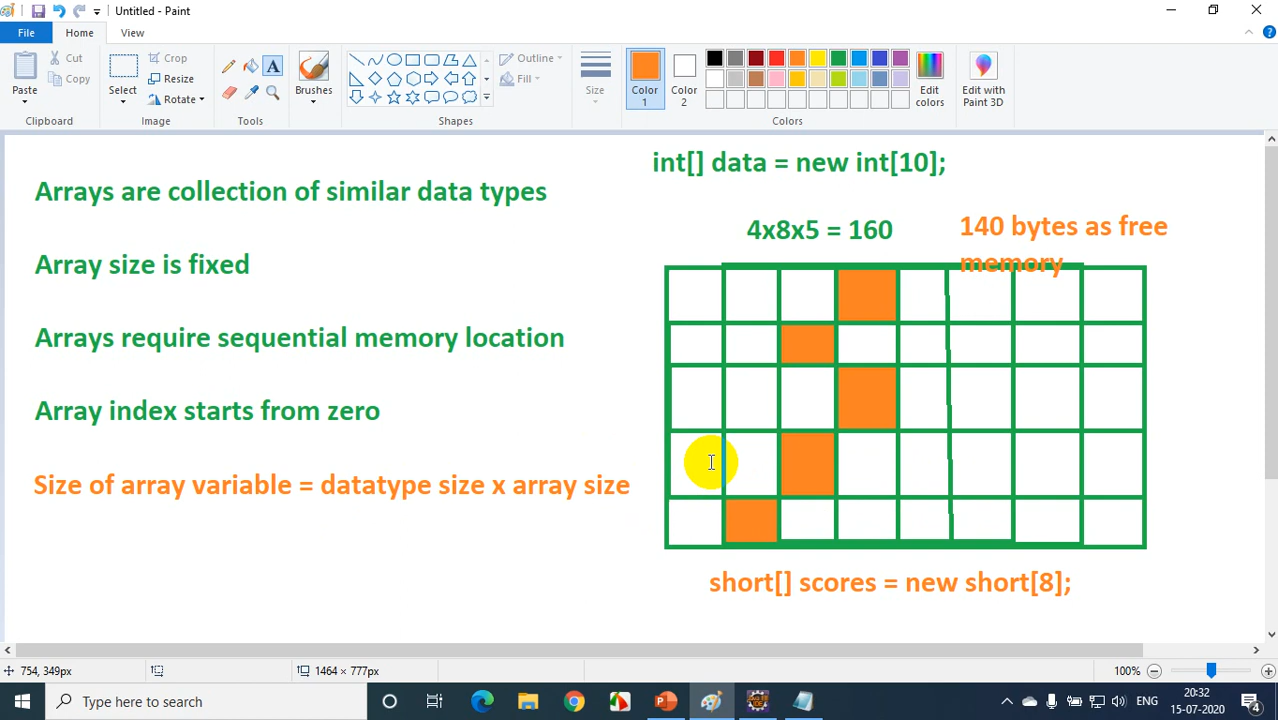 Untitled - Paint
File
Home
View
Paste
Cut
Copy
Clipboard
Select
Crop
Resize
Rotate
Image
A
Tools
Brushes
Outline
Fill
Shapes
Size
Color 1
Color 2
Edit colors
Edit with Paint 3D
Colors
Arrays are collection of similar data types
Array size is fixed
Arrays require sequential memory location
Array index starts from zero
Size of array variable = datatype size x array size
int[] data = new int[10];
4x8x5 = 160
140 bytes as free
memory
short[] scores = new short[8];
754, 349px
1464 × 777px
100%
Type here to search
ENG
20:32
15-07-2020
4